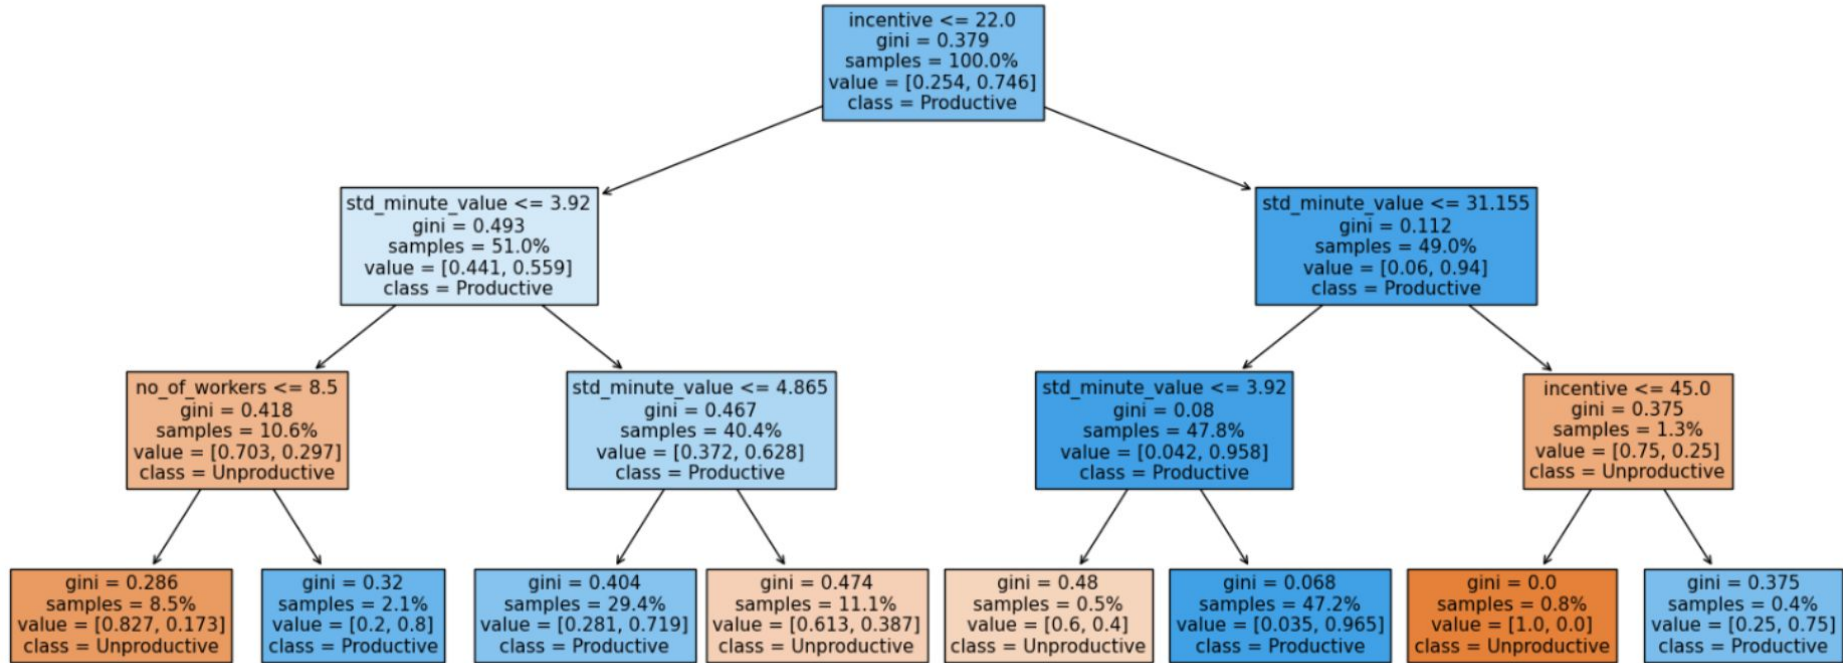 incentive <= 22.0
gini = 0.379
samples = 100.0%
value = [0.254, 0.746]
class = Productive
std_minute_value <= 3.92
gini = 0.493
samples = 51.0%
value = [0.441, 0.559]
class = Productive
std_minute_value <= 31.155
gini = 0.112
samples = 49.0%
value = [0.06, 0.94]
class = Productive
no_of_workers <= 8.5
gini = 0.418
samples = 10.6%
value = [0.703, 0.297]
class = Unproductive
std_minute_value <= 4.865
gini = 0.467
samples = 40.4%
value = [0.372, 0.628]
class = Productive
std_minute_value <= 3.92
gini = 0.08
samples = 47.8%
value = [0.042, 0.958]
class = Productive
incentive <= 45.0
gini = 0.375
samples = 1.3%
value = [0.75, 0.25]
class = Unproductive
gini = 0.286
samples = 8.5%
value = [0.827, 0.173]
class = Unproductive
gini = 0.32
samples = 2.1%
value = [0.2, 0.8]
class = Productive
gini = 0.404
samples = 29.4%
value = [0.281, 0.719]
class = Productive
gini = 0.474
samples = 11.1%
value = [0.613, 0.387]
class = Unproductive
gini = 0.48
samples = 0.5%
value = [0.6, 0.4]
class = Unproductive
gini = 0.068
samples = 47.2%
value = [0.035, 0.965]
class = Productive
gini = 0.0
samples = 0.8%
value = [1.0, 0.0]
class = Unproductive
gini = 0.375
samples = 0.4%
value = [0.25, 0.75]
class = Productive